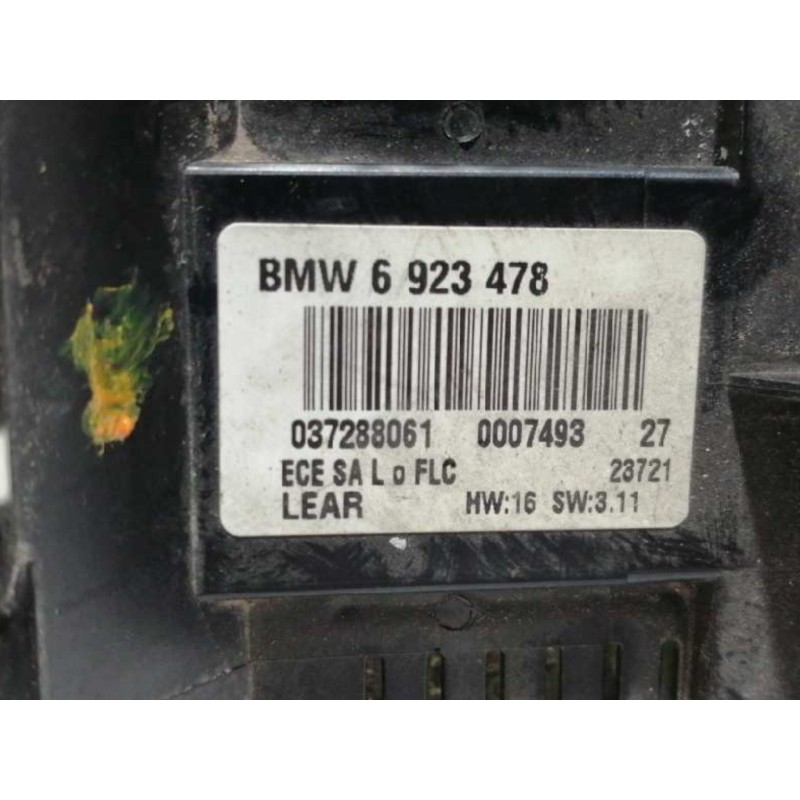 BMW 6 923 478
037288061 0007493 27
ECE SA L o FLC 23721
LEAR HW:16 SW:3.11